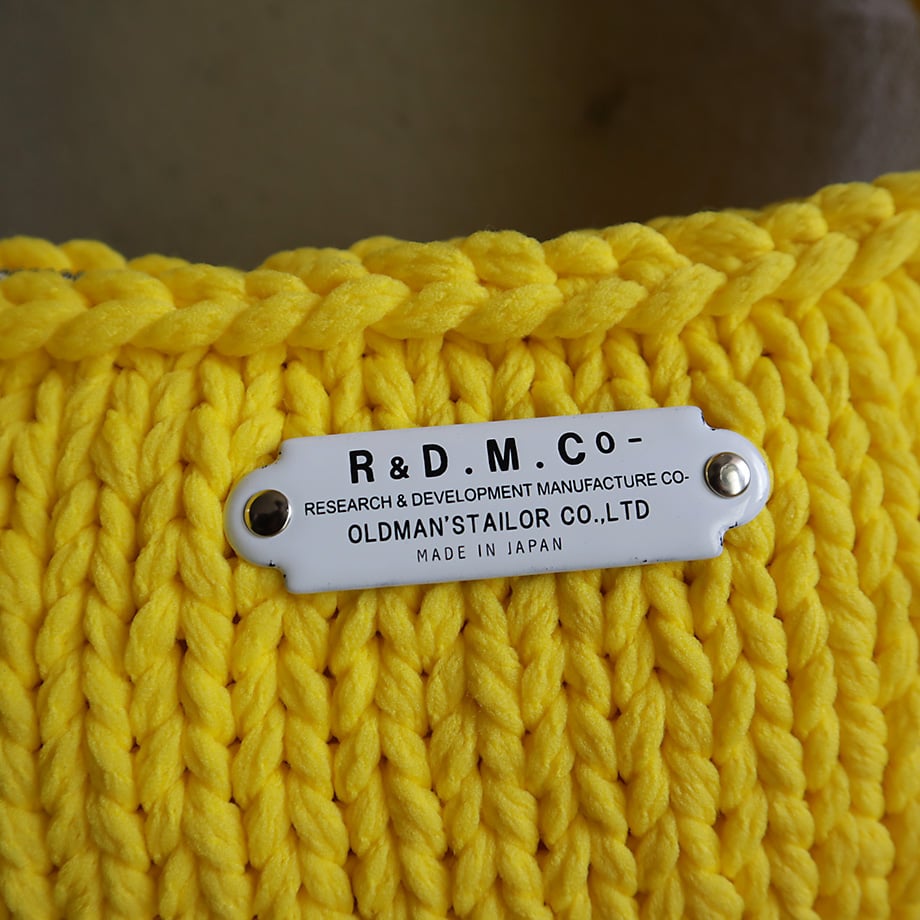 R & D . M . Co -
RESEARCH & DEVELOPMENT MANUFACTURE CO-
OLDMAN'STAILOR CO.,LTD
MADE IN JAPAN